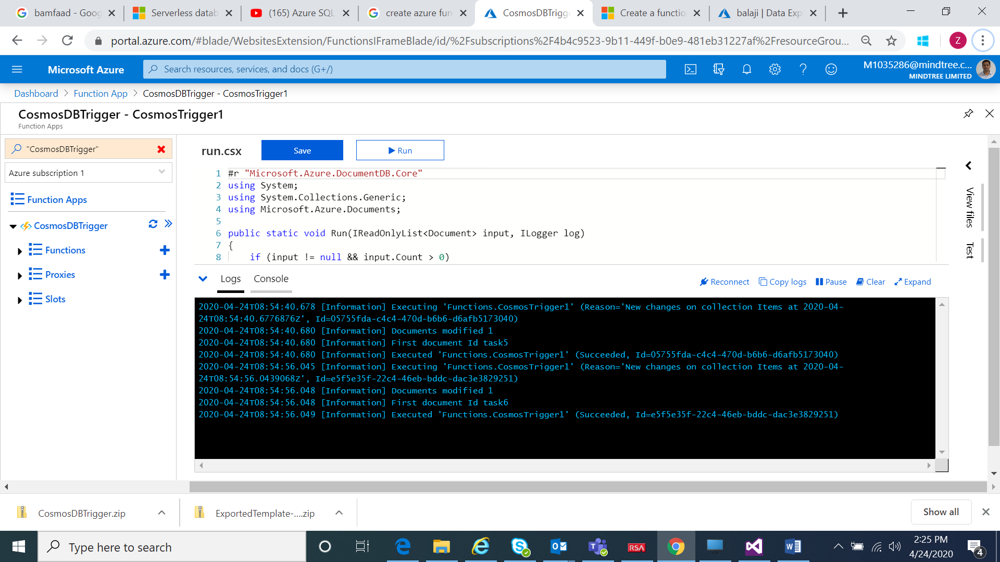 bamfaad - Goog
Serverless datab
(165) Azure SQL
create azure fun
CosmosDBTrigge
Create a functio
balaji | Data Exp
portal.azure.com/#blade/WebsitesExtension/FunctionsIFrameBlade/id/%2Fsubscriptions%2F4b4c9523-9b11-449f-b0e9-481eb31227af%2FresourceGrou...
Z
Microsoft Azure
Search resources, services, and docs (G+/)
M1035286@mindtree.c...
MINDTREE LIMITED
Dashboard > Function App > CosmosDBTrigger - CosmosTrigger1
CosmosDBTrigger - CosmosTrigger1
Function Apps
"CosmosDBTrigger"
Azure subscription 1
Function Apps
CosmosDBTrigger
Functions
Proxies
Slots
run.csx
Save
Run
1 #r "Microsoft.Azure.DocumentDB.Core"
2 using System;
3 using System.Collections.Generic;
4 using Microsoft.Azure.Documents;
5
6 public static void Run(IReadOnlyList<Document> input, ILogger log)
7 {
8 if (input != null && input.Count > 0)
View files
Test
Logs
Console
Reconnect
Copy logs
Pause
Clear
Expand
2020-04-24T08:54:40.678 [Information] Executing 'Functions.CosmosTrigger1' (Reason='New changes on collection Items at 2020-04-
24T08:54:40.6776876Z', Id=05755fda-c4c4-470d-b6b6-d6afb5173040)
2020-04-24T08:54:40.680 [Information] Documents modified 1
2020-04-24T08:54:40.680 [Information] First document Id task5
2020-04-24T08:54:40.680 [Information] Executed 'Functions.CosmosTrigger1' (Succeeded, Id=05755fda-c4c4-470d-b6b6-d6afb5173040)
2020-04-24T08:54:56.045 [Information] Executing 'Functions.CosmosTrigger1' (Reason='New changes on collection Items at 2020-04-
24T08:54:56.0439068Z', Id=e5f5e35f-22c4-46eb-bddc-dac3e3829251)
2020-04-24T08:54:56.048 [Information] Documents modified 1
2020-04-24T08:54:56.048 [Information] First document Id task6
2020-04-24T08:54:56.049 [Information] Executed 'Functions.CosmosTrigger1' (Succeeded, Id=e5f5e35f-22c4-46eb-bddc-dac3e3829251)
CosmosDBTrigger.zip
ExportedTemplate-....zip
Show all
Type here to search
RSA
2:25 PM
4/24/2020
4